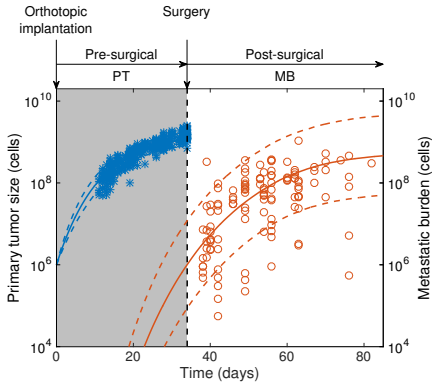 Orthotopic
implantation
Surgery
Pre-surgical
Post-surgical
PT
MB
Primary tumor size (cells)
10^10
10^8
10^6
10^4
10^10
10^8
10^6
10^4
Metastatic burden (cells)
0 20 40 60 80
Time (days)